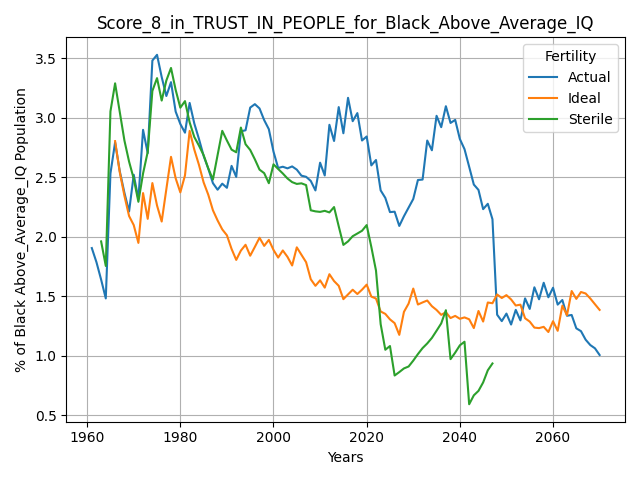 Score_8_in_TRUST_IN_PEOPLE_for_Black_Above_Average_IQ
% of Black Above_Average_IQ Population
3.5
3.0
2.5
2.0
1.5
1.0
0.5
Fertility
Actual
Ideal
Sterile
1960 1980 2000 2020 2040 2060
Years